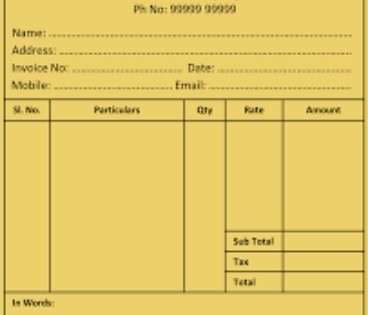 Ph No: 99999 99999
Name:
Address:
Invoice No: Date:
Mobile: Email:
Sl. No. Particulars Qty Rate Amount
Sub Total
Tax
Total
In Words: